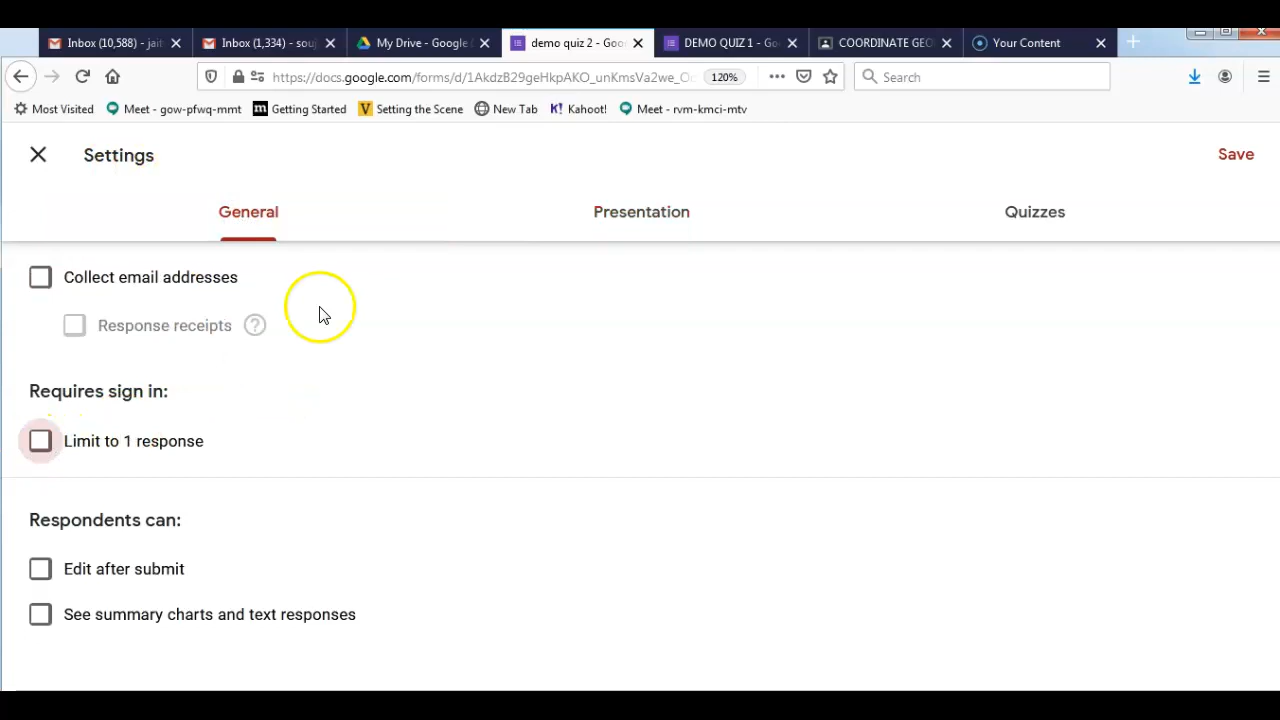 Inbox (10,588) - jait
Inbox (1,334) - souj
My Drive - Google
demo quiz 2 - Goo
DEMO QUIZ 1 - Go
COORDINATE GEO
Your Content
https://docs.google.com/forms/d/1AkdzB29geHkpAKO_unKmsVa2we_Oc
120%
Search
Most Visited
Meet - gow-pfwq-mmt
Getting Started
Setting the Scene
New Tab
K! Kahoot!
Meet - rvm-kmci-mtv
Settings
Save
General
Presentation
Quizzes
Collect email addresses
Response receipts ?
Requires sign in:
Limit to 1 response
Respondents can:
Edit after submit
See summary charts and text responses